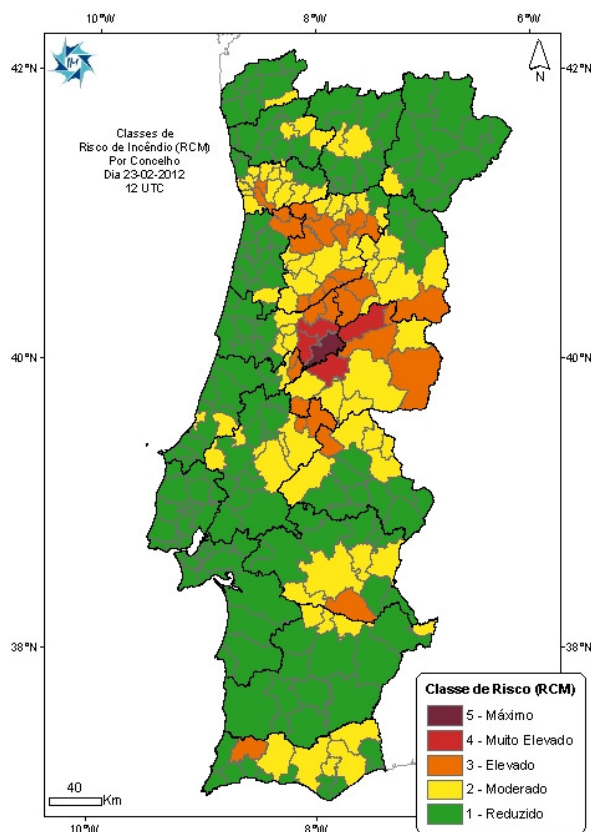 10°W
8°W
6°W
42°N
42°N
IM
N
Classes de
Risco de Incêndio (RCM)
Por Concelho
Dia 23-02-2012
12 UTC
40°N
40°N
38°N
38°N
Classe de Risco (RCM)
5 - Máximo
4 - Muito Elevado
3 - Elevado
2 - Moderado
1 - Reduzido
40
Km
10°W
8°W